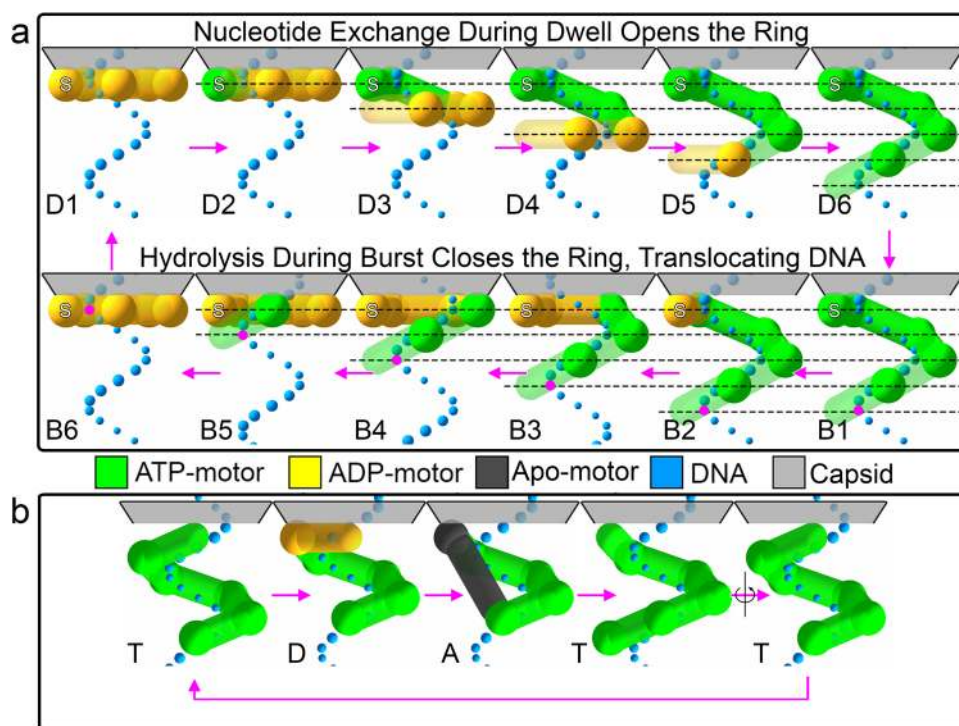 a
Nucleotide Exchange During Dwell Opens the Ring
S S S S S S
D1 D2 D3 D4 D5 D6
Hydrolysis During Burst Closes the Ring, Translocating DNA
S S S S S S
B6 B5 B4 B3 B2 B1
ATP-motor ADP-motor Apo-motor DNA Capsid
b
T D A T T